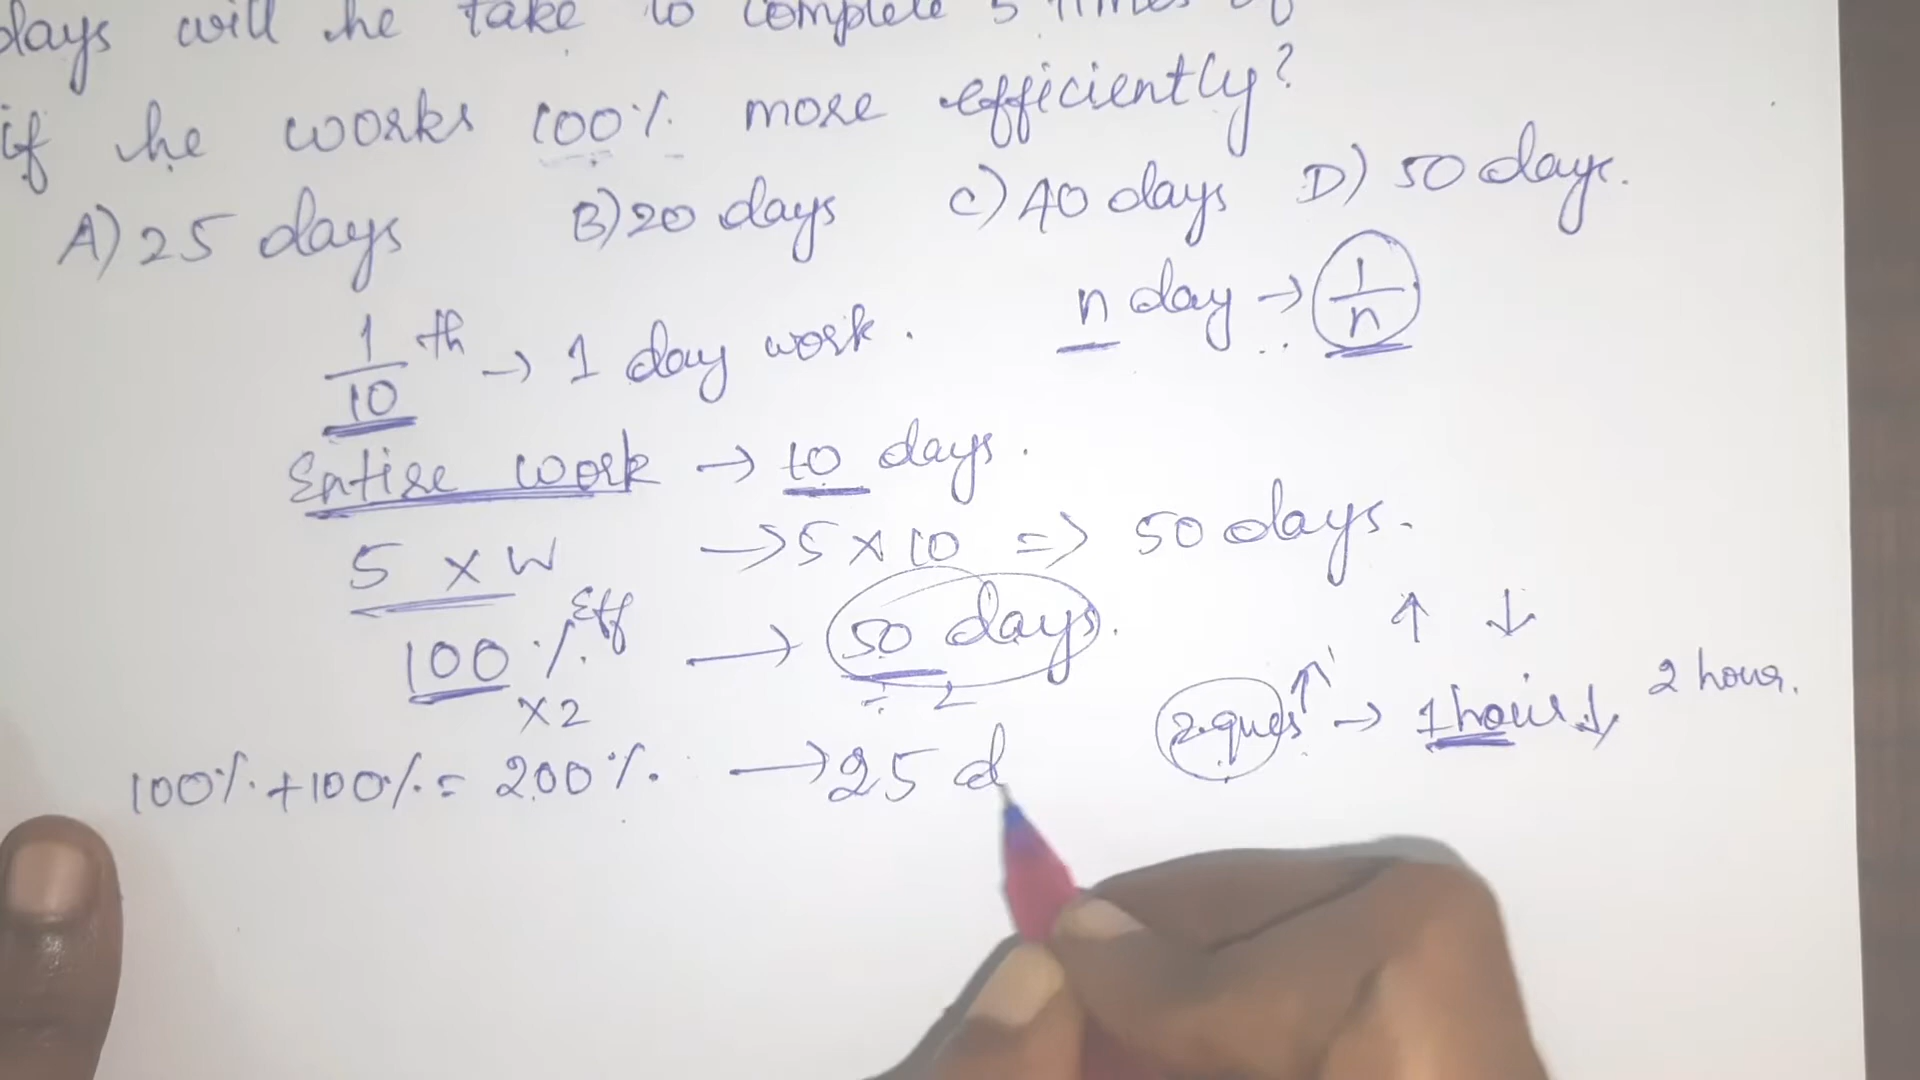 days will he take to complete 5 times of
if he works 100% more efficiently?
A) 25 days B) 20 days C) 40 days D) 50 days.
1/10 th → 1 day work. n day → 1/n
Entire work → 10 days.
5 × W → 5 × 10 => 50 days.
100% Eff → 50 days. ↑ ↓
×2 ÷ 2
2 ques ↑ → 1 hour ↓ 2 hour.
100% + 100% = 200% → 25 d